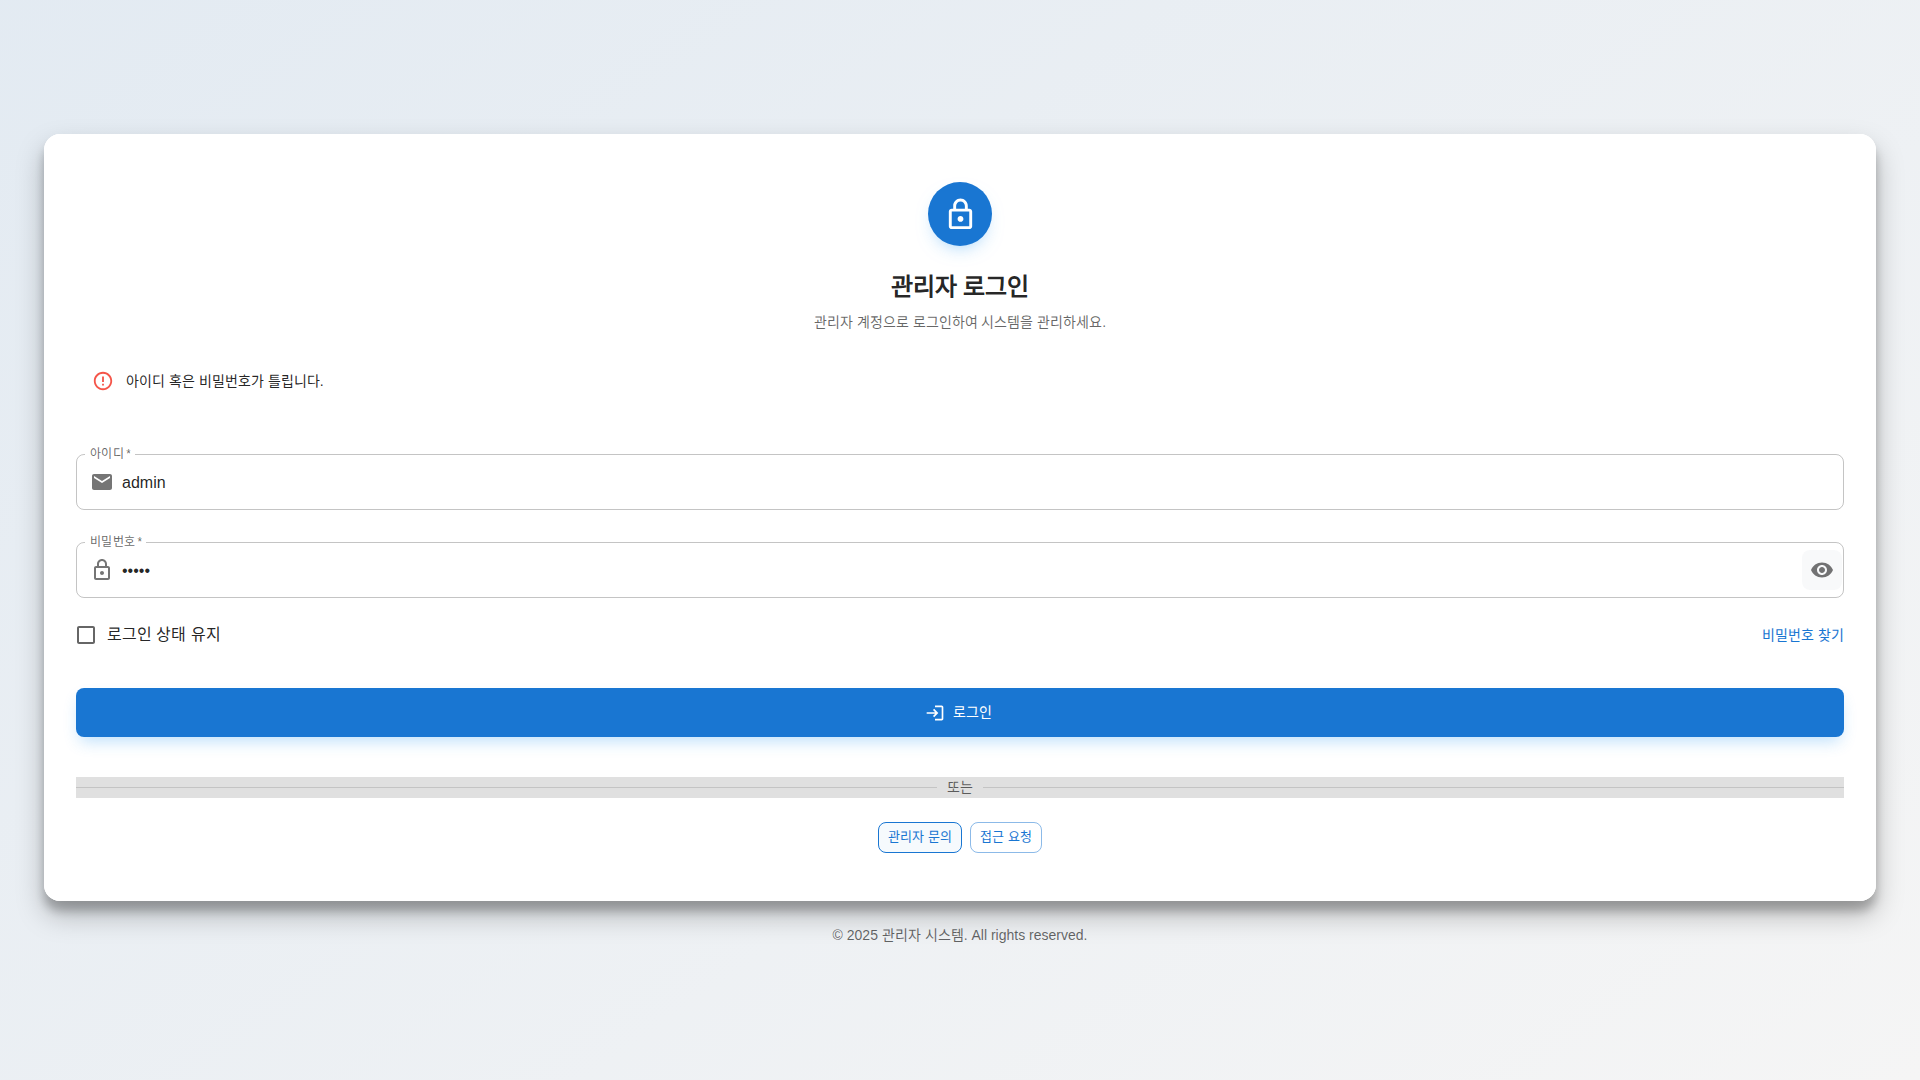 관리자 로그인
관리자 계정으로 로그인하여 시스템을 관리하세요.
아이디 혹은 비밀번호가 틀립니다.
아이디 *
admin
비밀번호 *
•••••
로그인 상태 유지
비밀번호 찾기
로그인
또는
관리자 문의
접근 요청
© 2025 관리자 시스템. All rights reserved.